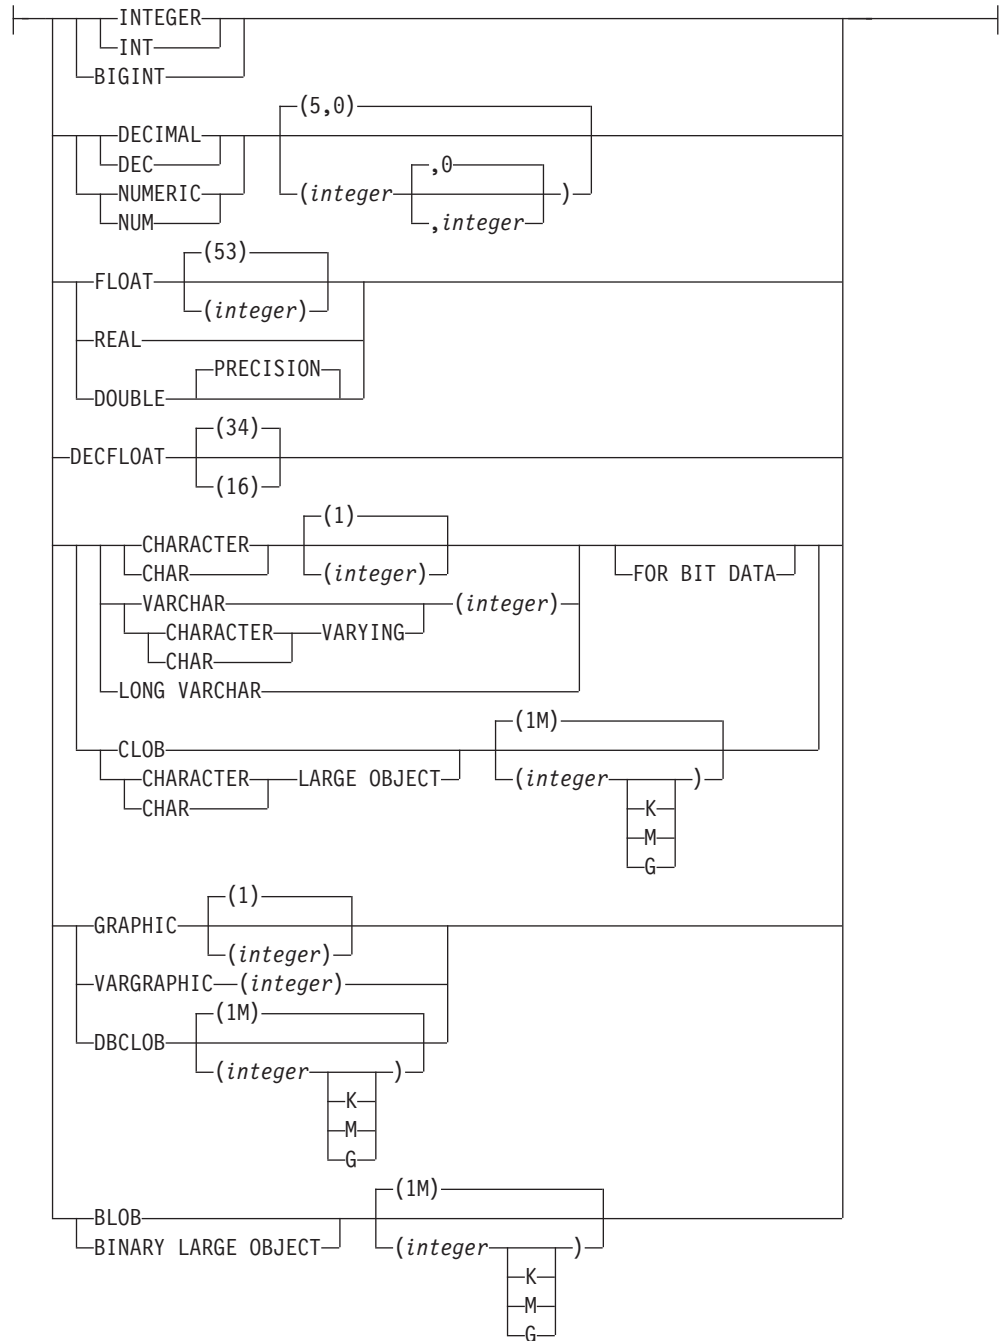 INTEGER
INT
BIGINT
(5,0)
DECIMAL
DEC
,0
NUMERIC
(integer )
NUM
,integer
(53)
FLOAT
(integer)
REAL
PRECISION
DOUBLE
(34)
DECFLOAT
(16)
(1)
CHARACTER
CHAR
(integer)
FOR BIT DATA
VARCHAR
(integer)
CHARACTER
VARYING
CHAR
LONG VARCHAR
(1M)
CLOB
CHARACTER
LARGE OBJECT
(integer )
CHAR
K
M
G
(1)
GRAPHIC
(integer)
VARGRAPHIC
(integer)
(1M)
DBCLOB
(integer )
K
M
G
(1M)
BLOB
BINARY LARGE OBJECT
(integer )
K
M
G